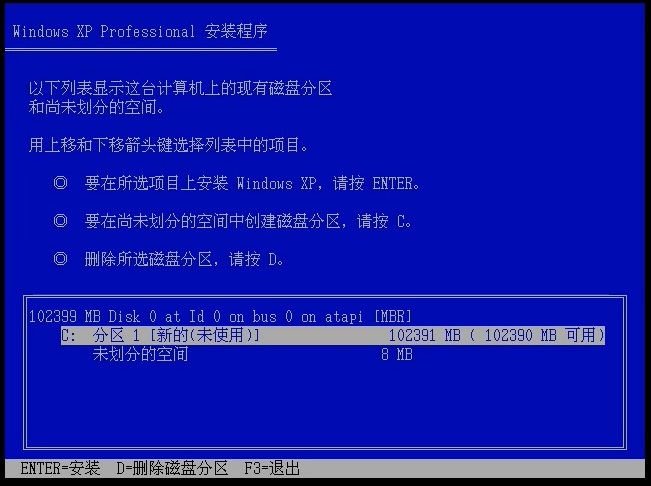 Windows XP Professional 安装程序
以下列表显示这台计算机上的现有磁盘分区
和尚未划分的空间。
用上移和下移箭头键选择列表中的项目。
◎ 要在所选项目上安装 Windows XP, 请按 ENTER。
◎ 要在尚未划分的空间中创建磁盘分区, 请按 C。
◎ 删除所选磁盘分区, 请按 D。
102399 MB Disk 0 at Id 0 on bus 0 on atapi [MBR]
C: 分区 1 [新的(未使用)] 102391 MB ( 102390 MB 可用)
未划分的空间 8 MB
ENTER=安装 D=删除磁盘分区 F3=退出